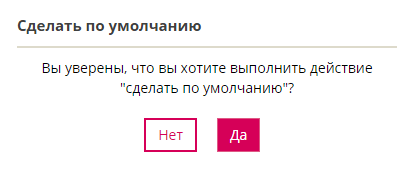 Сделать по умолчанию
Вы уверены, что вы хотите выполнить действие
"сделать по умолчанию"?
Нет
Да